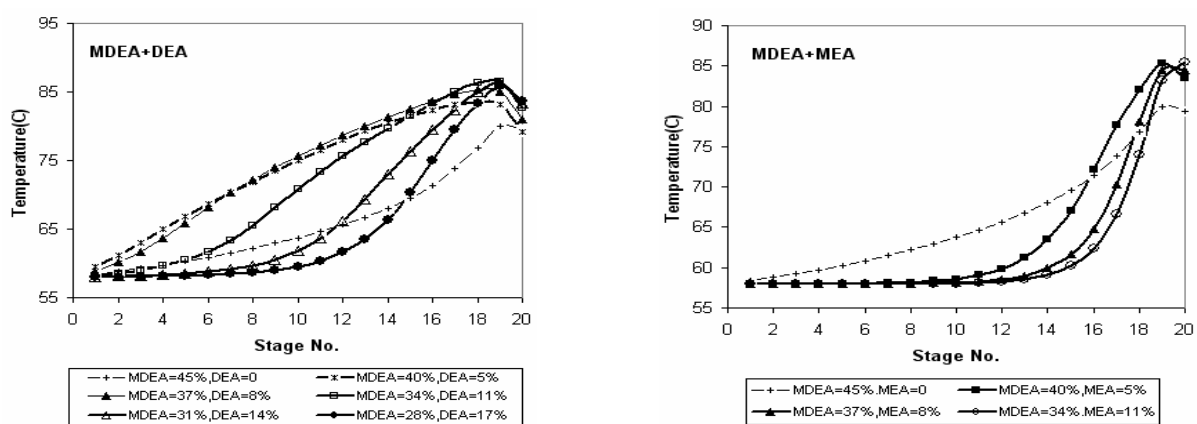 MDEA+DEA
Temperature(C)
95
85
75
65
55
0 2 4 6 8 10 12 14 16 18 20
Stage No.
MDEA=45%,DEA=0 MDEA=40%,DEA=5%
MDEA=37%,DEA=8% MDEA=34%,DEA=11%
MDEA=31%,DEA=14% MDEA=28%,DEA=17%
MDEA+MEA
Temperature(C)
90
85
80
75
70
65
60
55
0 2 4 6 8 10 12 14 16 18 20
Stage No.
MDEA=45%.MEA=0 MDEA=40%,MEA=5%
MDEA=37%,MEA=8% MDEA=34%.MEA=11%